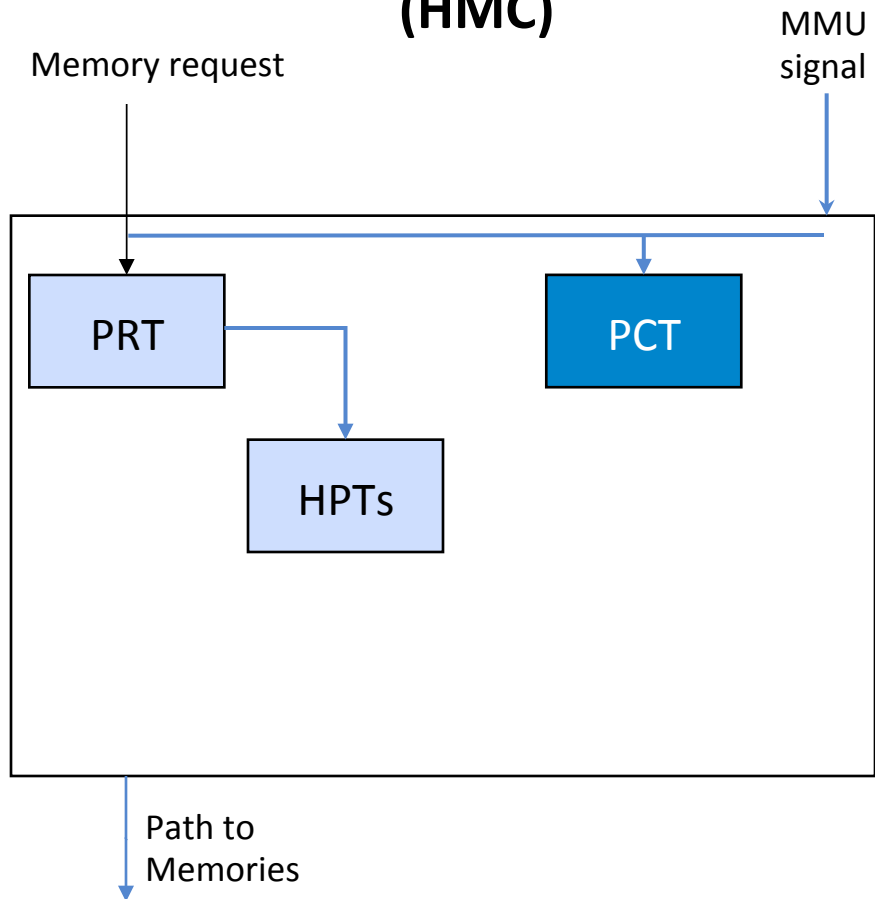 (HMC)
Memory request
MMU
signal
PRT
PCT
HPTs
Path to
Memories